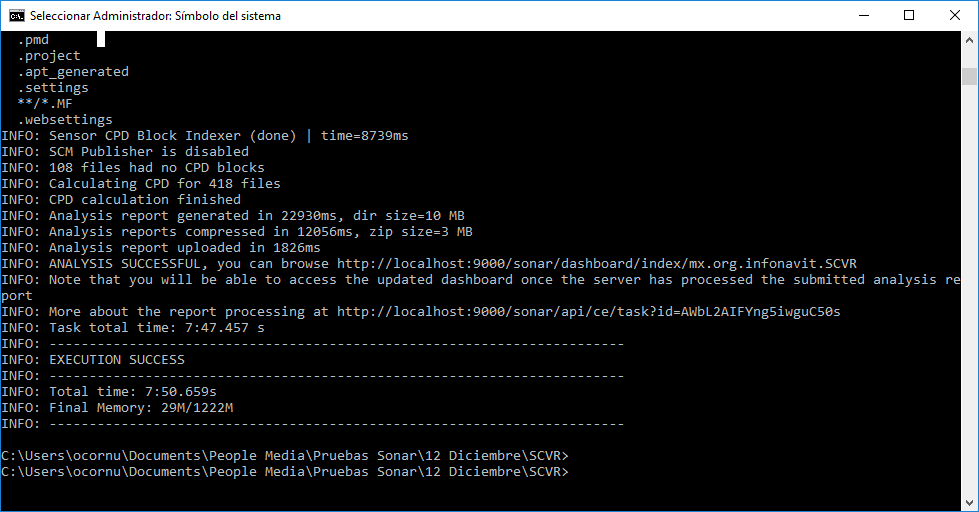 Seleccionar Administrador: Símbolo del sistema
.pmd
.project
.apt_generated
.settings
**/*.MF
.websettings
INFO: Sensor CPD Block Indexer (done) | time=8739ms
INFO: SCM Publisher is disabled
INFO: 108 files had no CPD blocks
INFO: Calculating CPD for 418 files
INFO: CPD calculation finished
INFO: Analysis report generated in 22930ms, dir size=10 MB
INFO: Analysis reports compressed in 12056ms, zip size=3 MB
INFO: Analysis report uploaded in 1826ms
INFO: ANALYSIS SUCCESSFUL, you can browse http://localhost:9000/sonar/dashboard/index/mx.org.infonavit.SCVR
INFO: Note that you will be able to access the updated dashboard once the server has processed the submitted analysis re
port
INFO: More about the report processing at http://localhost:9000/sonar/api/ce/task?id=AWbL2AIFYng5iwguC50s
INFO: Task total time: 7:47.457 s
INFO: ------------------------------------------------------------------------
INFO: EXECUTION SUCCESS
INFO: ------------------------------------------------------------------------
INFO: Total time: 7:50.659s
INFO: Final Memory: 29M/1222M
INFO: ------------------------------------------------------------------------
C:\Users\ocornu\Documents\People Media\Pruebas Sonar\12 Diciembre\SCVR>
C:\Users\ocornu\Documents\People Media\Pruebas Sonar\12 Diciembre\SCVR>